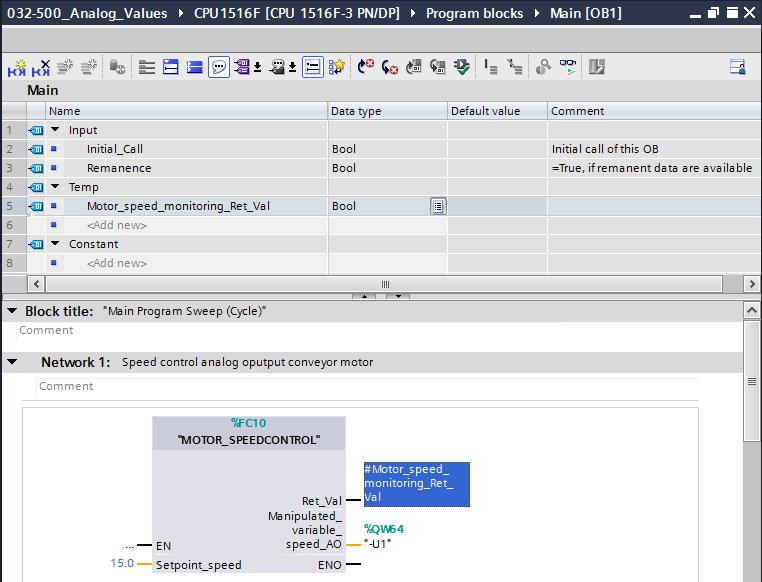 032-500_Analog_Values › CPU1516F [CPU 1516F-3 PN/DP] › Program blocks › Main [OB1]
Main
Name Data type Default value Comment
1 Input
2 Initial_Call Bool Initial call of this OB
3 Remanence Bool =True, if remanent data are available
4 Temp
5 Motor_speed_monitoring_Ret_Val Bool
6 <Add new>
7 Constant
8 <Add new>
Block title: "Main Program Sweep (Cycle)"
Comment
Network 1: Speed control analog oputput conveyor motor
Comment
%FC10
"MOTOR_SPEEDCONTROL"
#Motor_speed_
monitoring_Ret_
Val
Ret_Val
Manipulated_
variable_
speed_AO
%QW64
"-U1"
... EN
15.0 Setpoint_speed ENO